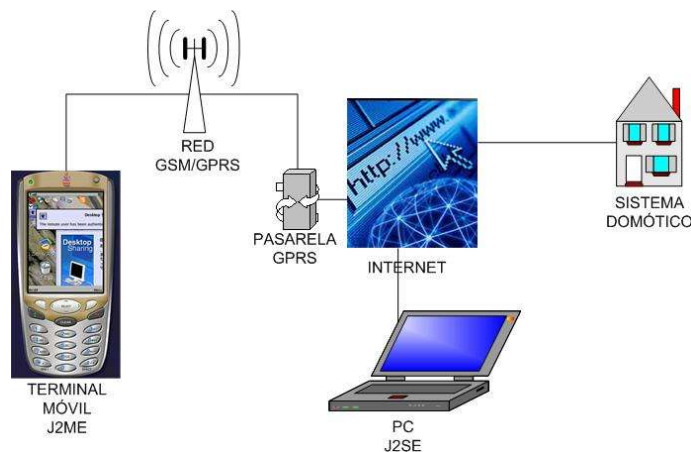 RED
GSM/GPRS
http://www.
SISTEMA
DOMÓTICO
PASARELA
GPRS
INTERNET
Desktop
Sharing
TERMINAL
MÓVIL
J2ME
PC
J2SE